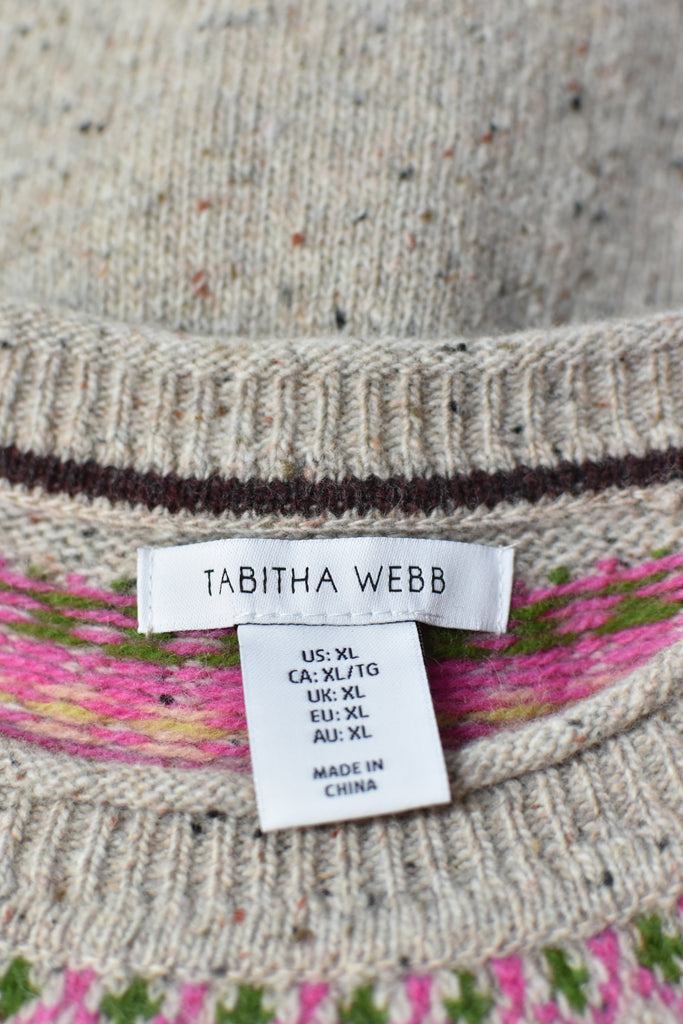 TABITHA WEBB
US: XL
CA: XL/TG
UK: XL
EU: XL
AU: XL
MADE IN
CHINA